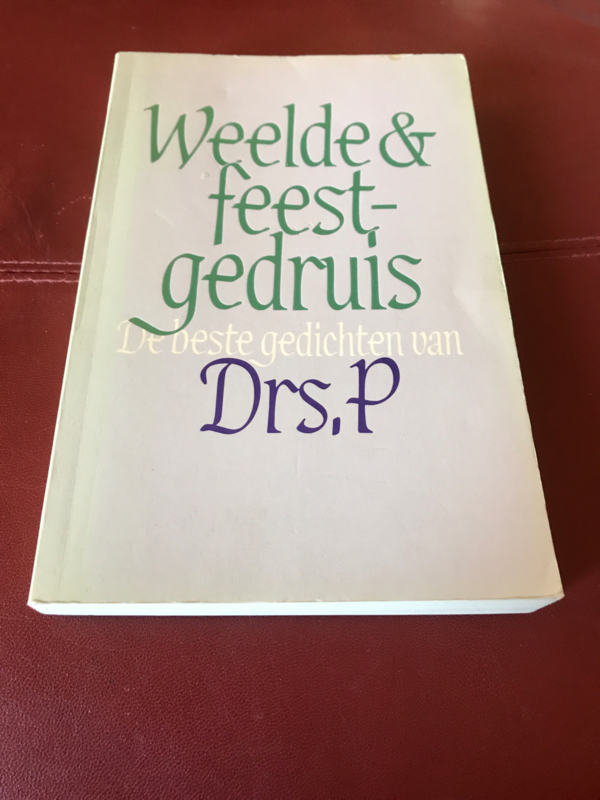 Weelde &
feest-
gedruis
De beste gedichten van
Drs. P